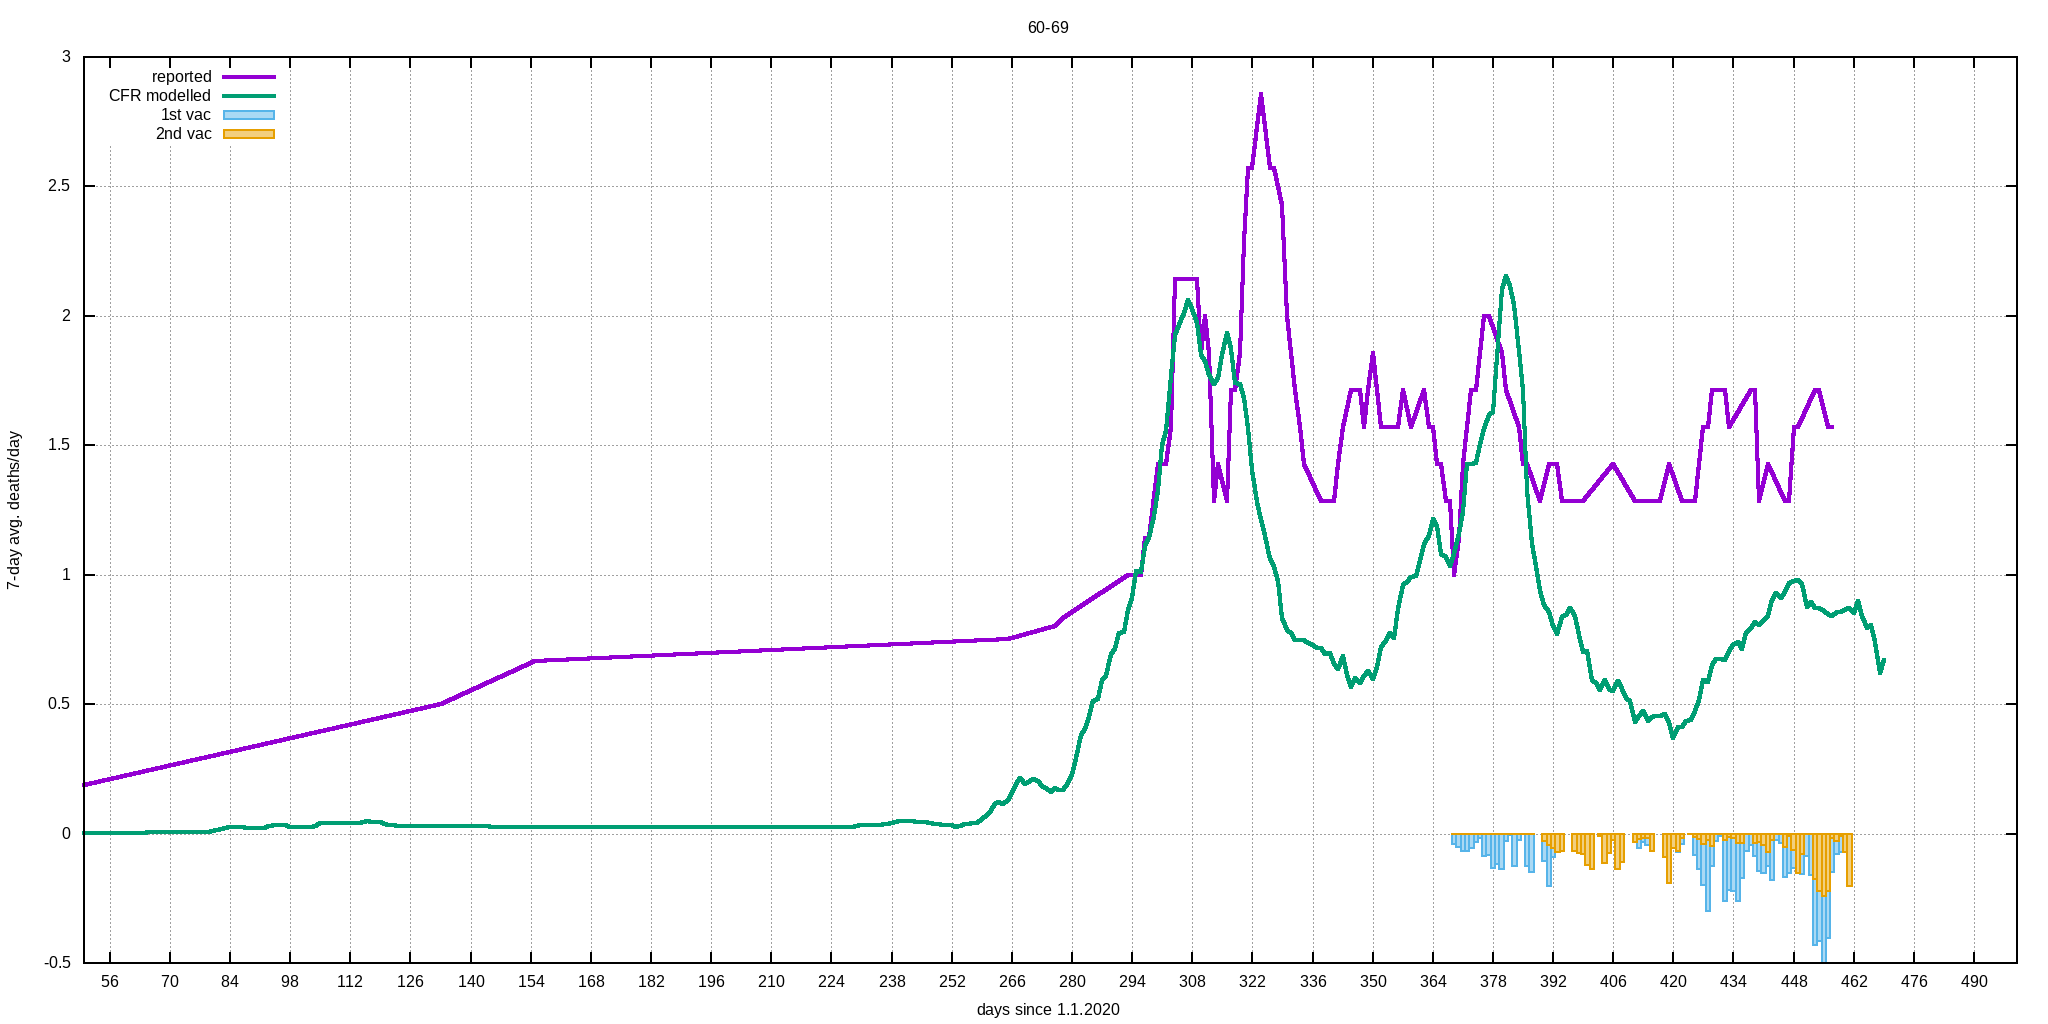 60-69
reported
CFR modelled
1st vac
2nd vac
7-day avg. deaths/day
3
2.5
2
1.5
1
0.5
0
-0.5
56 70 84 98 112 126 140 154 168 182 196 210 224 238 252 266 280 294 308 322 336 350 364 378 392 406 420 434 448 462 476 490
days since 1.1.2020